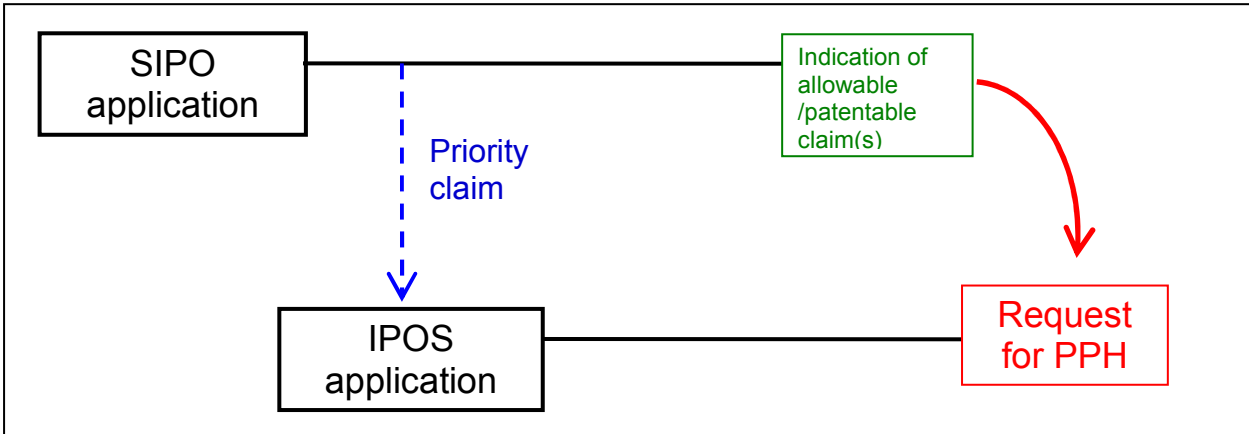 SIPO
application
Indication of
allowable
/patentable
claim(s)
Priority
claim
IPOS
application
Request
for PPH